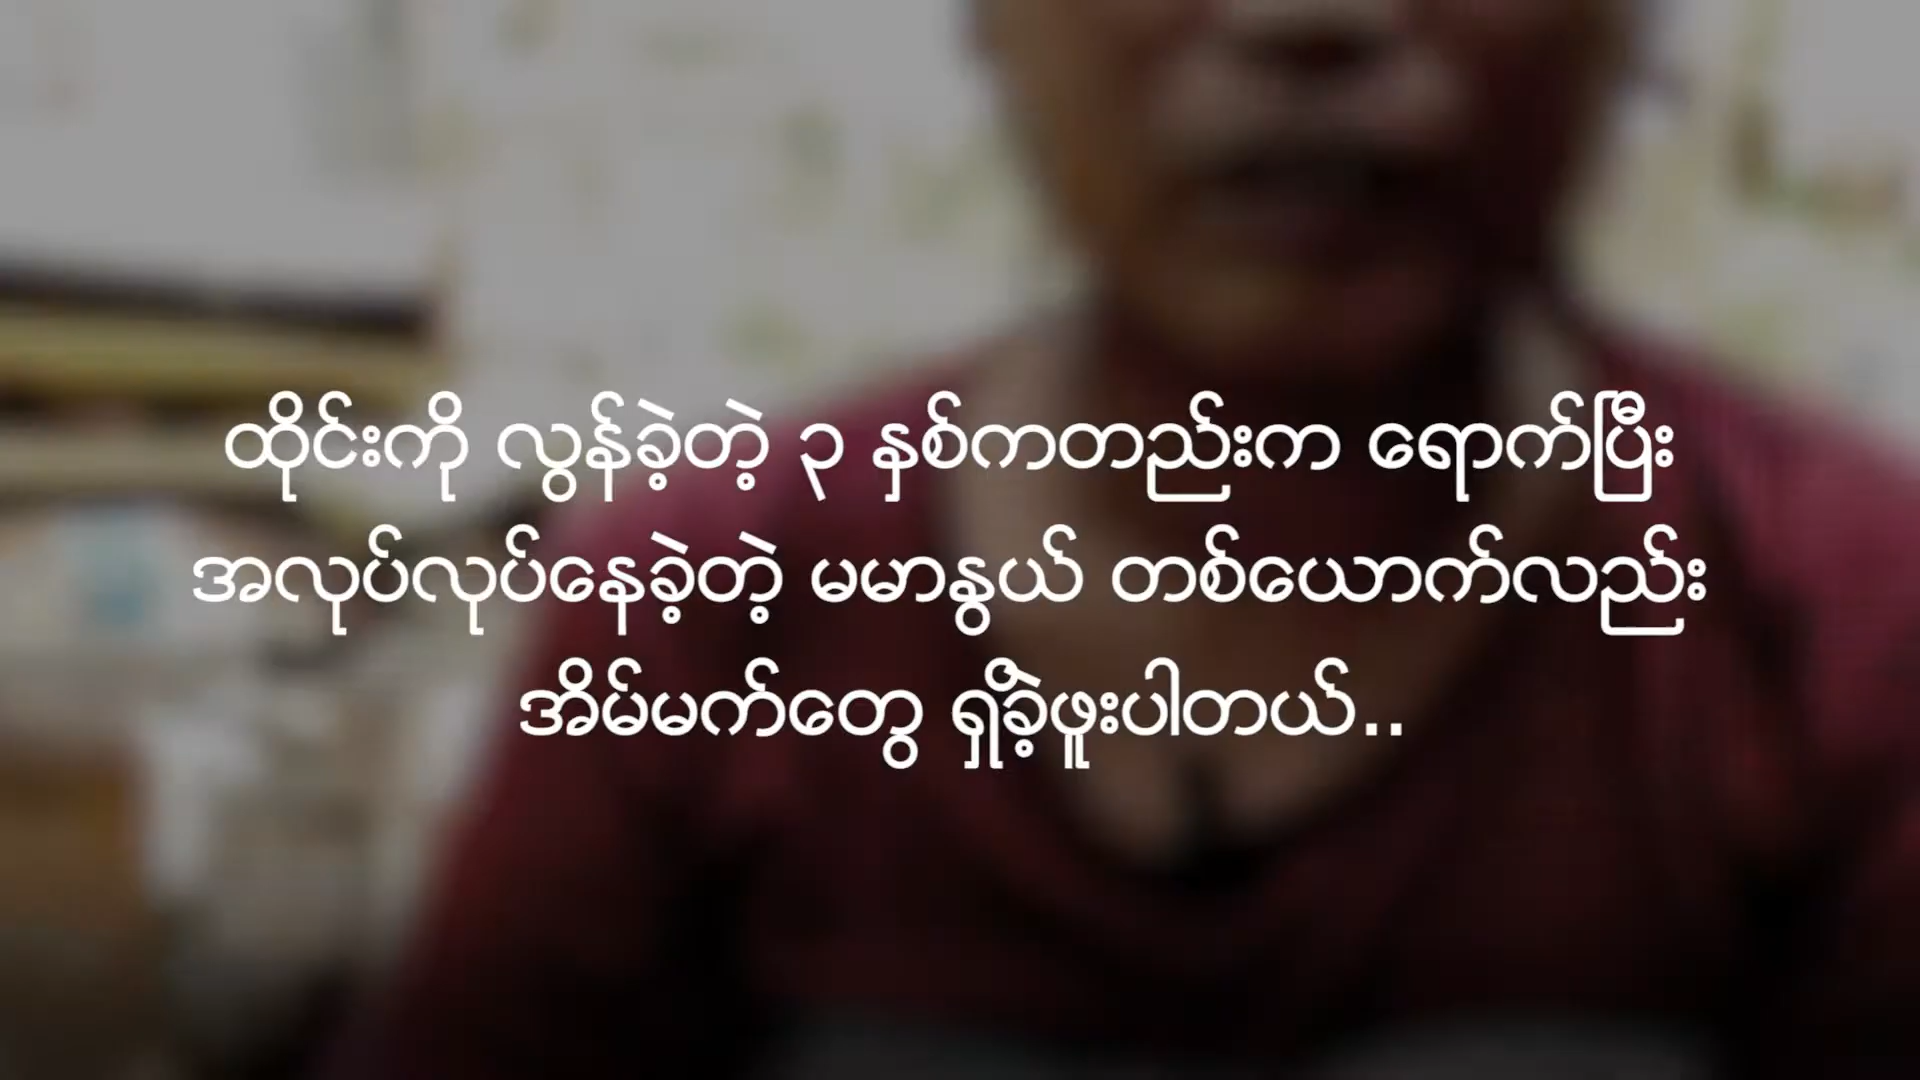 ထိုင်းကို လွန်ခဲ့တဲ့ ၃ နှစ်ကတည်းက ရောက်ပြီး
အလုပ်လုပ်နေခဲ့တဲ့ မမာနွယ် တစ်ယောက်လည်း
အိမ်မက်တွေ ရှိခဲ့ဖူးပါတယ်..